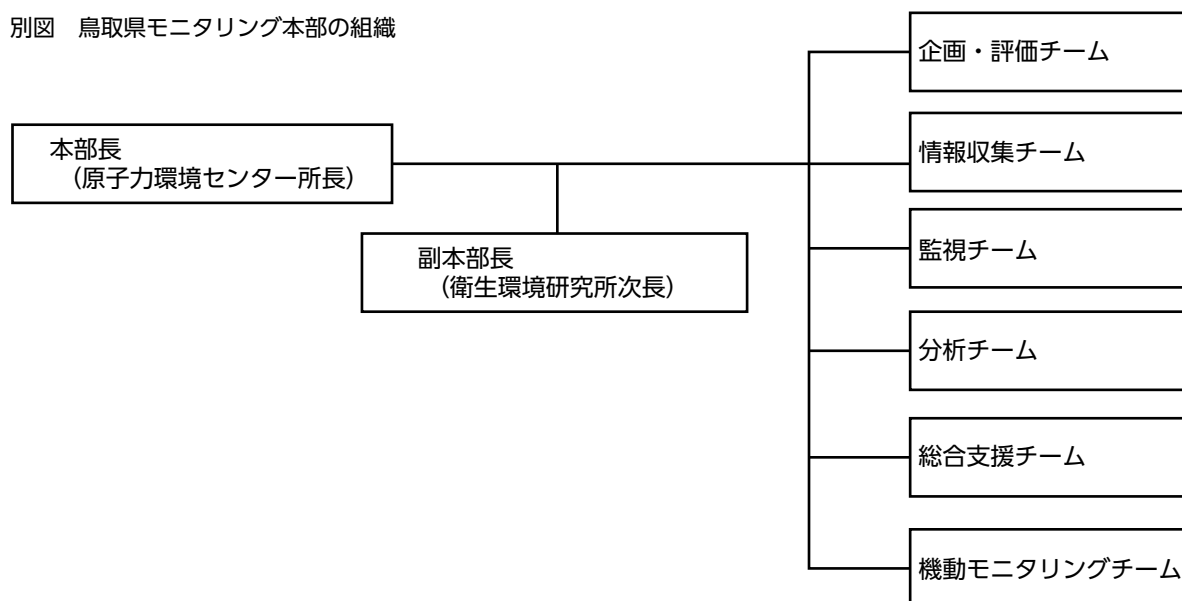 別図　鳥取県モニタリング本部の組織
本部長
（原子力環境センター所長）
副本部長
（衛生環境研究所次長）
企画・評価チーム
情報収集チーム
監視チーム
分析チーム
総合支援チーム
機動モニタリングチーム